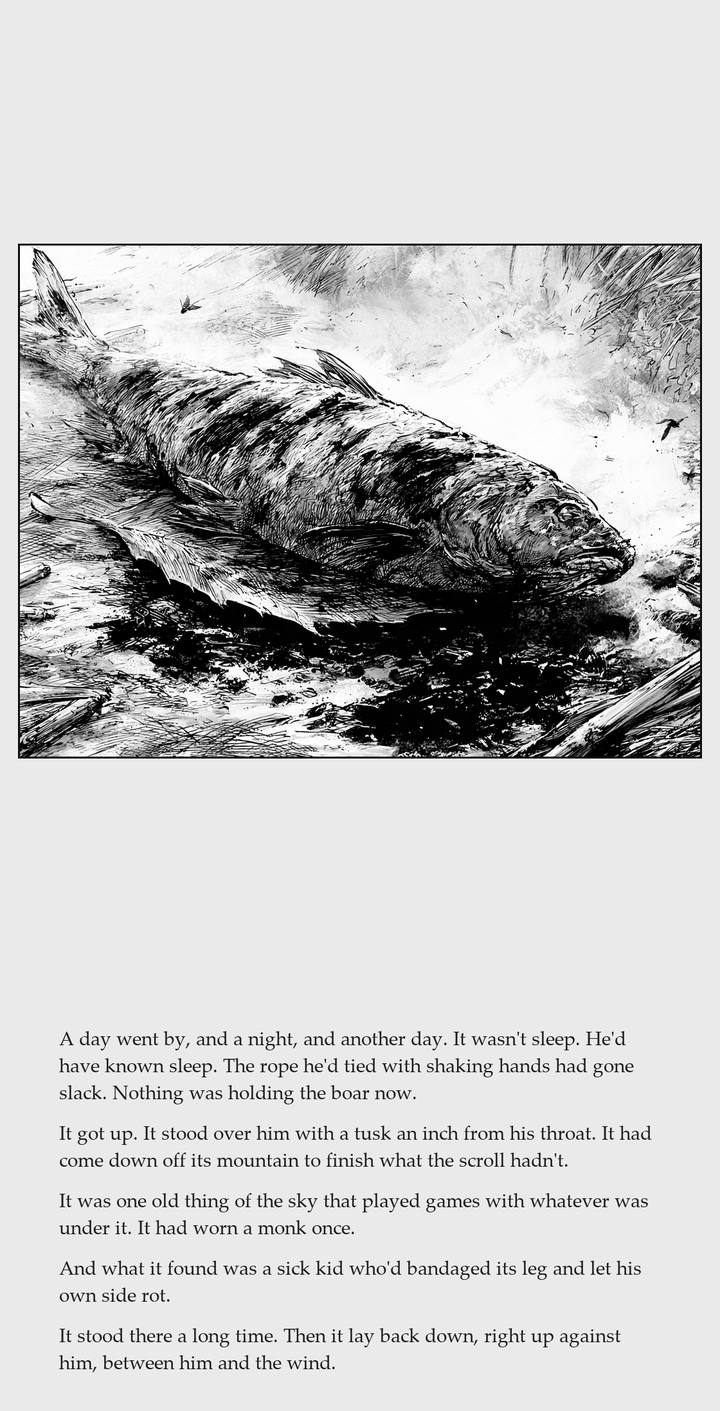 A day went by, and a night, and another day. It wasn't sleep. He'd
have known sleep. The rope he'd tied with shaking hands had gone
slack. Nothing was holding the boar now.
It got up. It stood over him with a tusk an inch from his throat. It had
come down off its mountain to finish what the scroll hadn't.
It was one old thing of the sky that played games with whatever was
under it. It had worn a monk once.
And what it found was a sick kid who'd bandaged its leg and let his
own side rot.
It stood there a long time. Then it lay back down, right up against
him, between him and the wind.